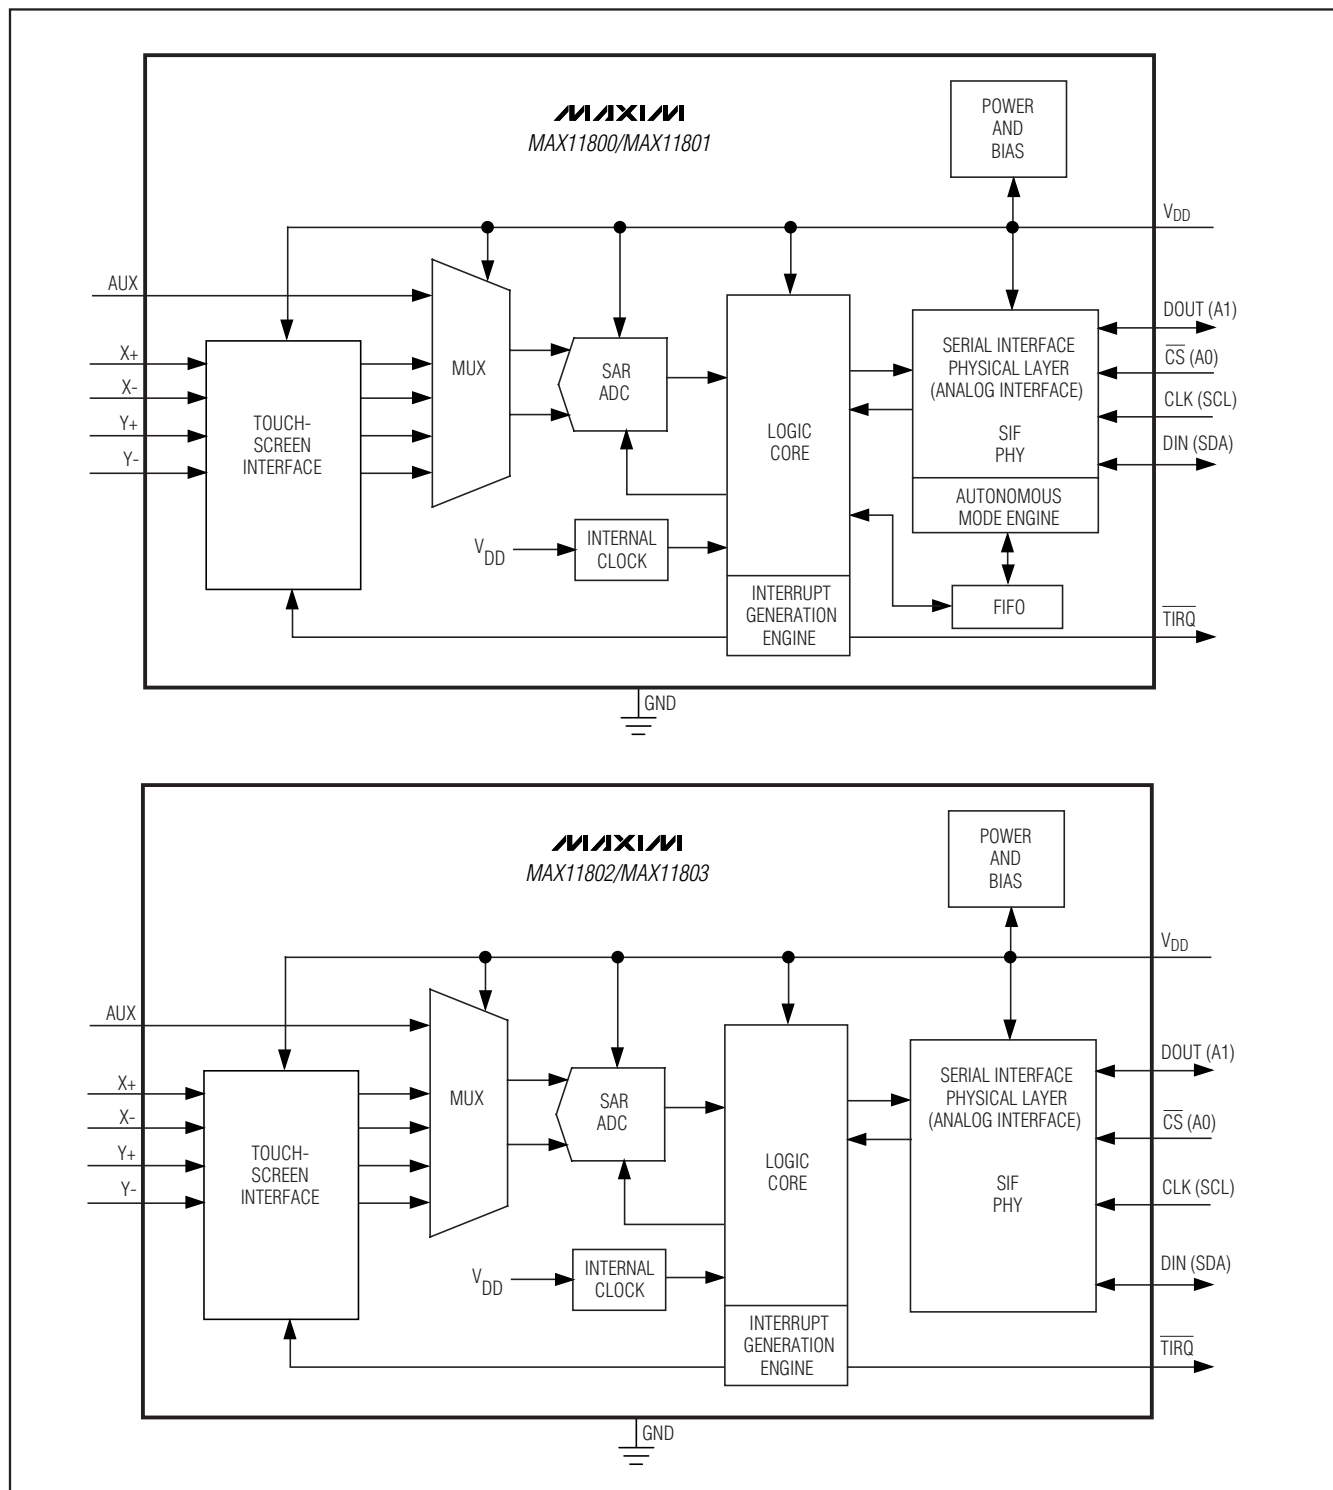 MAXIM
MAX11800/MAX11801
POWER
AND
BIAS
VDD
AUX
X+
X-
Y+
Y-
TOUCH-
SCREEN
INTERFACE
MUX
SAR
ADC
LOGIC
CORE
SERIAL INTERFACE
PHYSICAL LAYER
(ANALOG INTERFACE)
SIF
PHY
AUTONOMOUS
MODE ENGINE
DOUT (A1)
CS (A0)
CLK (SCL)
DIN (SDA)
VDD
INTERNAL
CLOCK
INTERRUPT
GENERATION
ENGINE
FIFO
TIRQ
GND
MAXIM
MAX11802/MAX11803
POWER
AND
BIAS
VDD
AUX
X+
X-
Y+
Y-
TOUCH-
SCREEN
INTERFACE
MUX
SAR
ADC
LOGIC
CORE
SERIAL INTERFACE
PHYSICAL LAYER
(ANALOG INTERFACE)
SIF
PHY
DOUT (A1)
CS (A0)
CLK (SCL)
DIN (SDA)
VDD
INTERNAL
CLOCK
INTERRUPT
GENERATION
ENGINE
TIRQ
GND